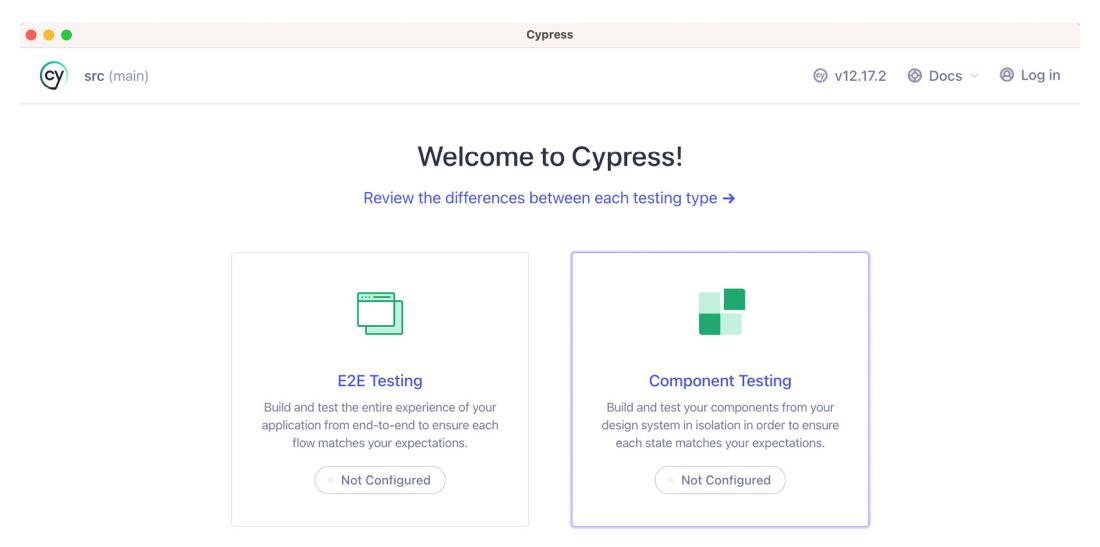 Cypress
cy src (main)
v12.17.2 Docs Log in
Welcome to Cypress!
Review the differences between each testing type →
E2E Testing
Build and test the entire experience of your
application from end-to-end to ensure each
flow matches your expectations.
Not Configured
Component Testing
Build and test your components from your
design system in isolation in order to ensure
each state matches your expectations.
Not Configured